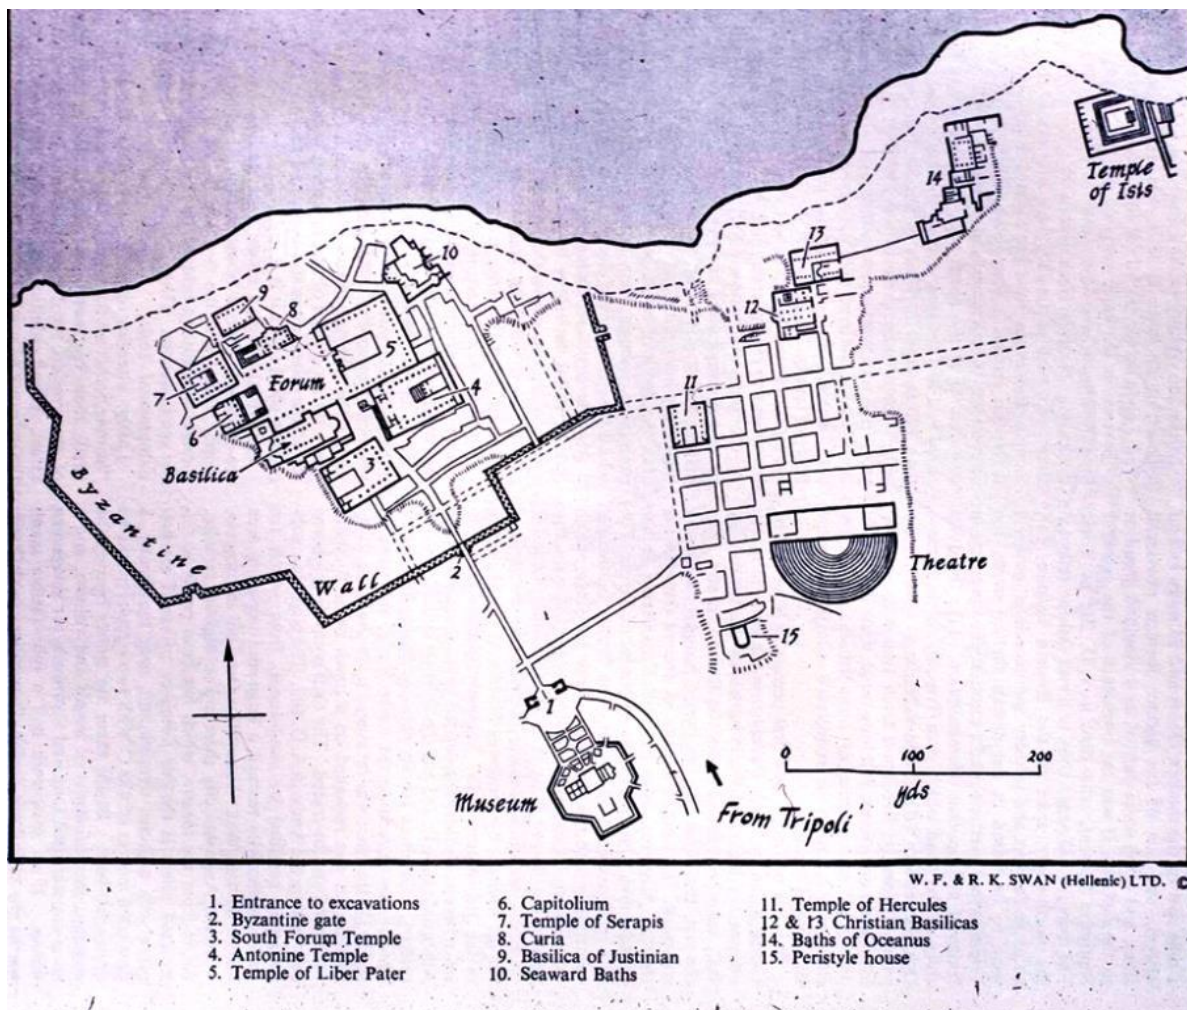 10
13
14
Temple
of Isis
9
8
12
5
Forum
4
7
11
6
Basilica
3
Byzantine
Wall
2
Theatre
15
1
0 100 200
yds
Museum
From Tripoli
W. F. & R. K. SWAN (Hellenic) LTD. ©
1. Entrance to excavations
2. Byzantine gate
3. South Forum Temple
4. Antonine Temple
5. Temple of Liber Pater
6. Capitolium
7. Temple of Serapis
8. Curia
9. Basilica of Justinian
10. Seaward Baths
11. Temple of Hercules
12 & 13 Christian Basilicas
14. Baths of Oceanus
15. Peristyle house